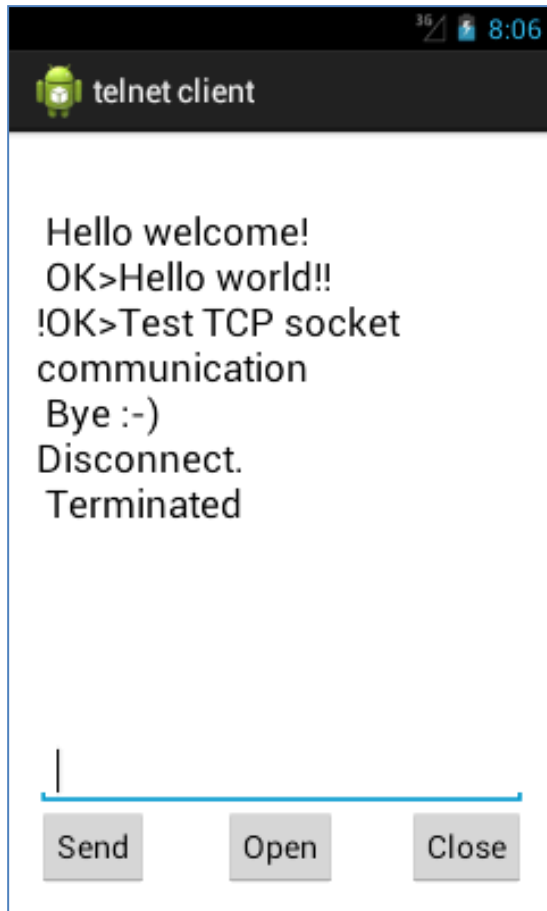 3G 8:06
telnet client
Hello welcome!
OK>Hello world!!
!OK>Test TCP socket
communication
Bye :-)
Disconnect.
Terminated
Send Open Close